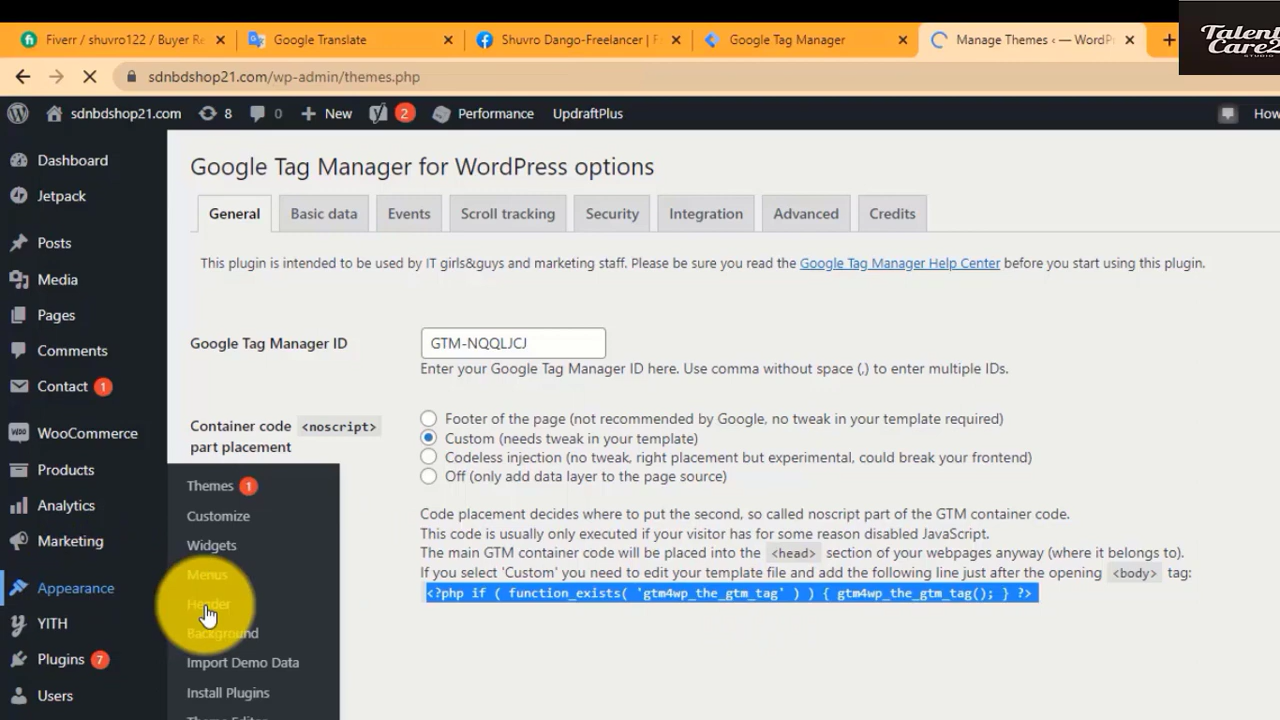 Talent
Care2
STUDIO
Fiverr / shuvro122 / Buyer Re
Google Translate
Shuvro Dango-Freelancer | F
Google Tag Manager
Manage Themes ‹ — WordP
sdnbdshop21.com/wp-admin/themes.php
sdnbdshop21.com 8 0 New 2 Performance UpdraftPlus How
Dashboard
Jetpack
Posts
Media
Pages
Comments
Contact 1
WooCommerce
Products
Analytics
Marketing
Appearance
YITH
Plugins 7
Users
Themes 1
Customize
Widgets
Menus
Header
Background
Import Demo Data
Install Plugins
Theme Editor
Google Tag Manager for WordPress options
General Basic data Events Scroll tracking Security Integration Advanced Credits
This plugin is intended to be used by IT girls&guys and marketing staff. Please be sure you read the Google Tag Manager Help Center before you start using this plugin.
Google Tag Manager ID
GTM-NQQLJCJ
Enter your Google Tag Manager ID here. Use comma without space (,) to enter multiple IDs.
Container code <noscript>
part placement
Footer of the page (not recommended by Google, no tweak in your template required)
Custom (needs tweak in your template)
Codeless injection (no tweak, right placement but experimental, could break your frontend)
Off (only add data layer to the page source)
Code placement decides where to put the second, so called noscript part of the GTM container code.
This code is usually only executed if your visitor has for some reason disabled JavaScript.
The main GTM container code will be placed into the <head> section of your webpages anyway (where it belongs to).
If you select 'Custom' you need to edit your template file and add the following line just after the opening <body> tag:
<?php if ( function_exists( 'gtm4wp_the_gtm_tag' ) ) { gtm4wp_the_gtm_tag(); } ?>